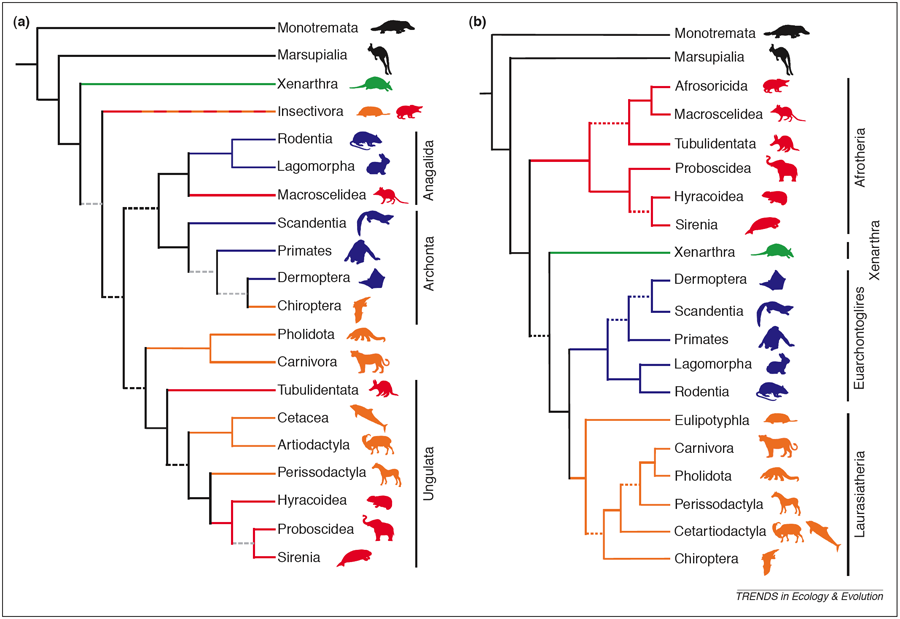 (a)
Monotremata
Marsupialia
Xenarthra
Insectivora
Rodentia
Lagomorpha
Macroscelidea
Anagalida
Scandentia
Primates
Dermoptera
Chiroptera
Archonta
Pholidota
Carnivora
Tubulidentata
Cetacea
Artiodactyla
Perissodactyla
Hyracoidea
Proboscidea
Sirenia
Ungulata
(b)
Monotremata
Marsupialia
Afrosoricida
Macroscelidea
Tubulidentata
Proboscidea
Hyracoidea
Sirenia
Afrotheria
Xenarthra
Xenarthra
Dermoptera
Scandentia
Primates
Lagomorpha
Rodentia
Euarchontoglires
Eulipotyphla
Carnivora
Pholidota
Perissodactyla
Cetartiodactyla
Chiroptera
Laurasiatheria
TRENDS in Ecology & Evolution